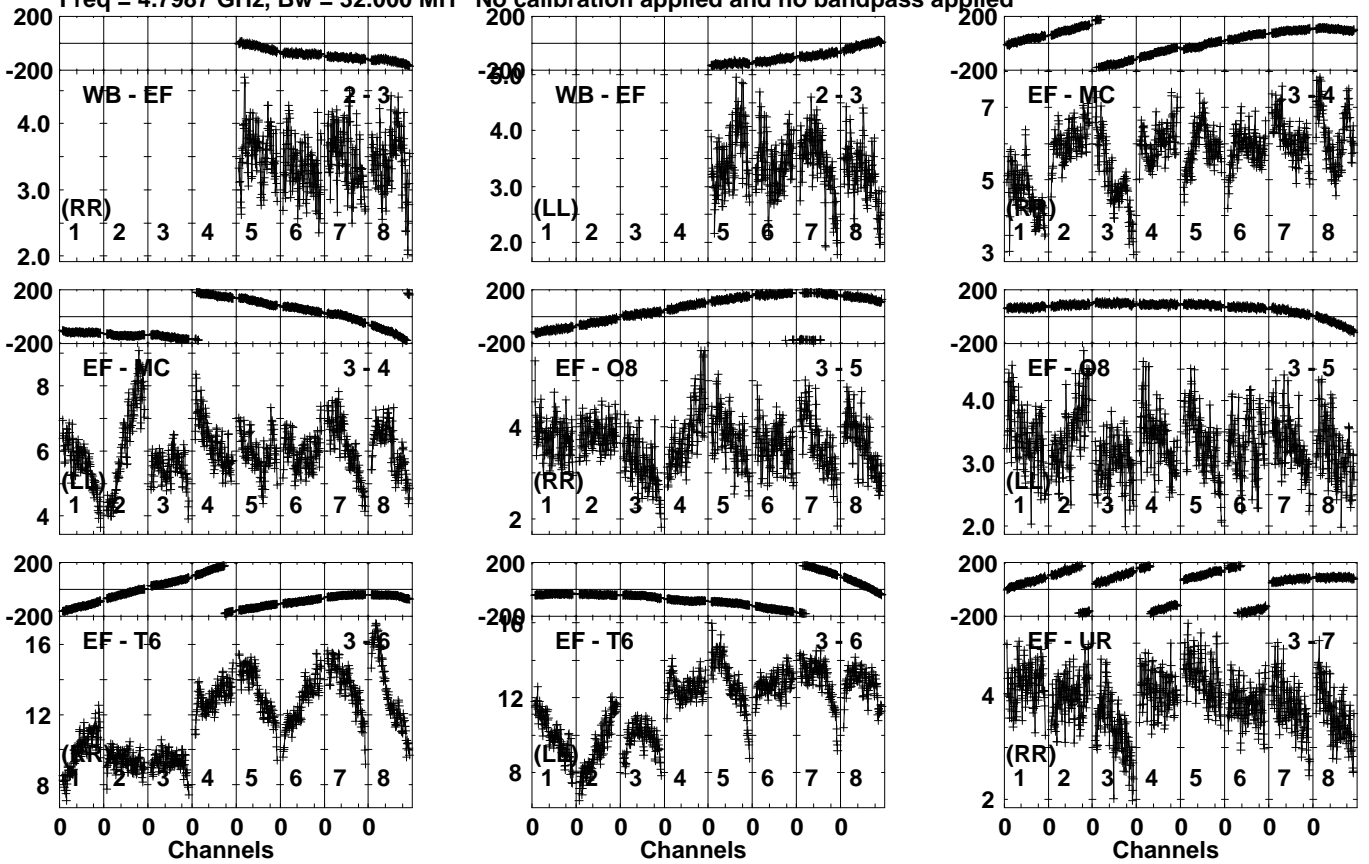 Freq = 4.7987 GHz, Bw = 32.000 MH No calibration applied and no bandpass applied
200 200 200
-200 -200 -200
5.0
WB - EF 2 - 3 WB - EF 2 - 3 EF - MC 3 - 4
7
4.0 4.0
5
3.0 3.0
(RR) (LL) (RR)
1 2 3 4 5 6 7 8 1 2 3 4 5 6 7 8 1 2 3 4 5 6 7 8
2.0 2.0 3
200 200 200
-200 -200 -200
EF - MC 3 - 4 EF - O8 3 - 5 EF - O8 3 - 5
8 4.0
4
6 3.0
(LL) (RR) (LL)
1 2 3 4 5 6 7 8 1 2 3 4 5 6 7 8 1 2 3 4 5 6 7 8
4 2 2.0
200 200 200
-200 -200 -200
16
EF - T6 3 - 6 EF - T6 3 - 6 EF - UR 3 - 7
16
12 12 4
(RR) (LL) (RR)
8 1 2 3 4 5 6 7 8 8 1 2 3 4 5 6 7 8 1 2 3 4 5 6 7 8
2
0 0 0 0 0 0 0 0 0 0 0 0 0 0 0 0 0 0 0 0 0 0 0 0
Channels Channels Channels